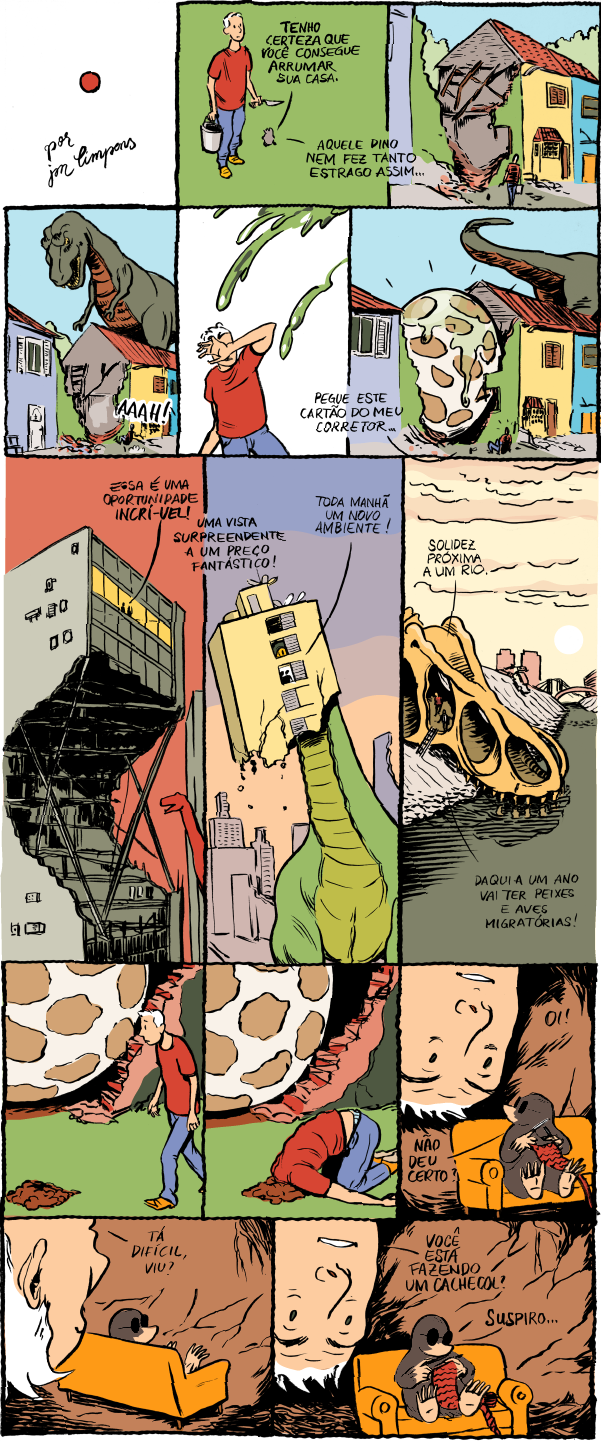 por
jm limpens
TENHO
CERTEZA QUE
VOCÊ CONSEGUE
ARRUMAR
SUA CASA.
AQUELE DINO
NEM FEZ TANTO
ESTRAGO ASSIM...
AAAH!
PEGUE ESTE
CARTÃO DO MEU
CORRETOR...
ESSA É UMA
OPORTUNIDADE
INCRÍ-VEL!
UMA VISTA
SURPREENDENTE
A UM PREÇO
FANTÁSTICO!
TODA MANHÃ
UM NOVO
AMBIENTE!
SOLIDEZ
PRÓXIMA
A UM RIO.
DAQUI A UM ANO
VAI TER PEIXES
E AVES
MIGRATÓRIAS!
OI!
NÃO
DEU
CERTO?
TÁ
DIFÍCIL,
VIU?
VOCÊ
ESTÁ
FAZENDO
UM CACHECOL?
SUSPIRO...